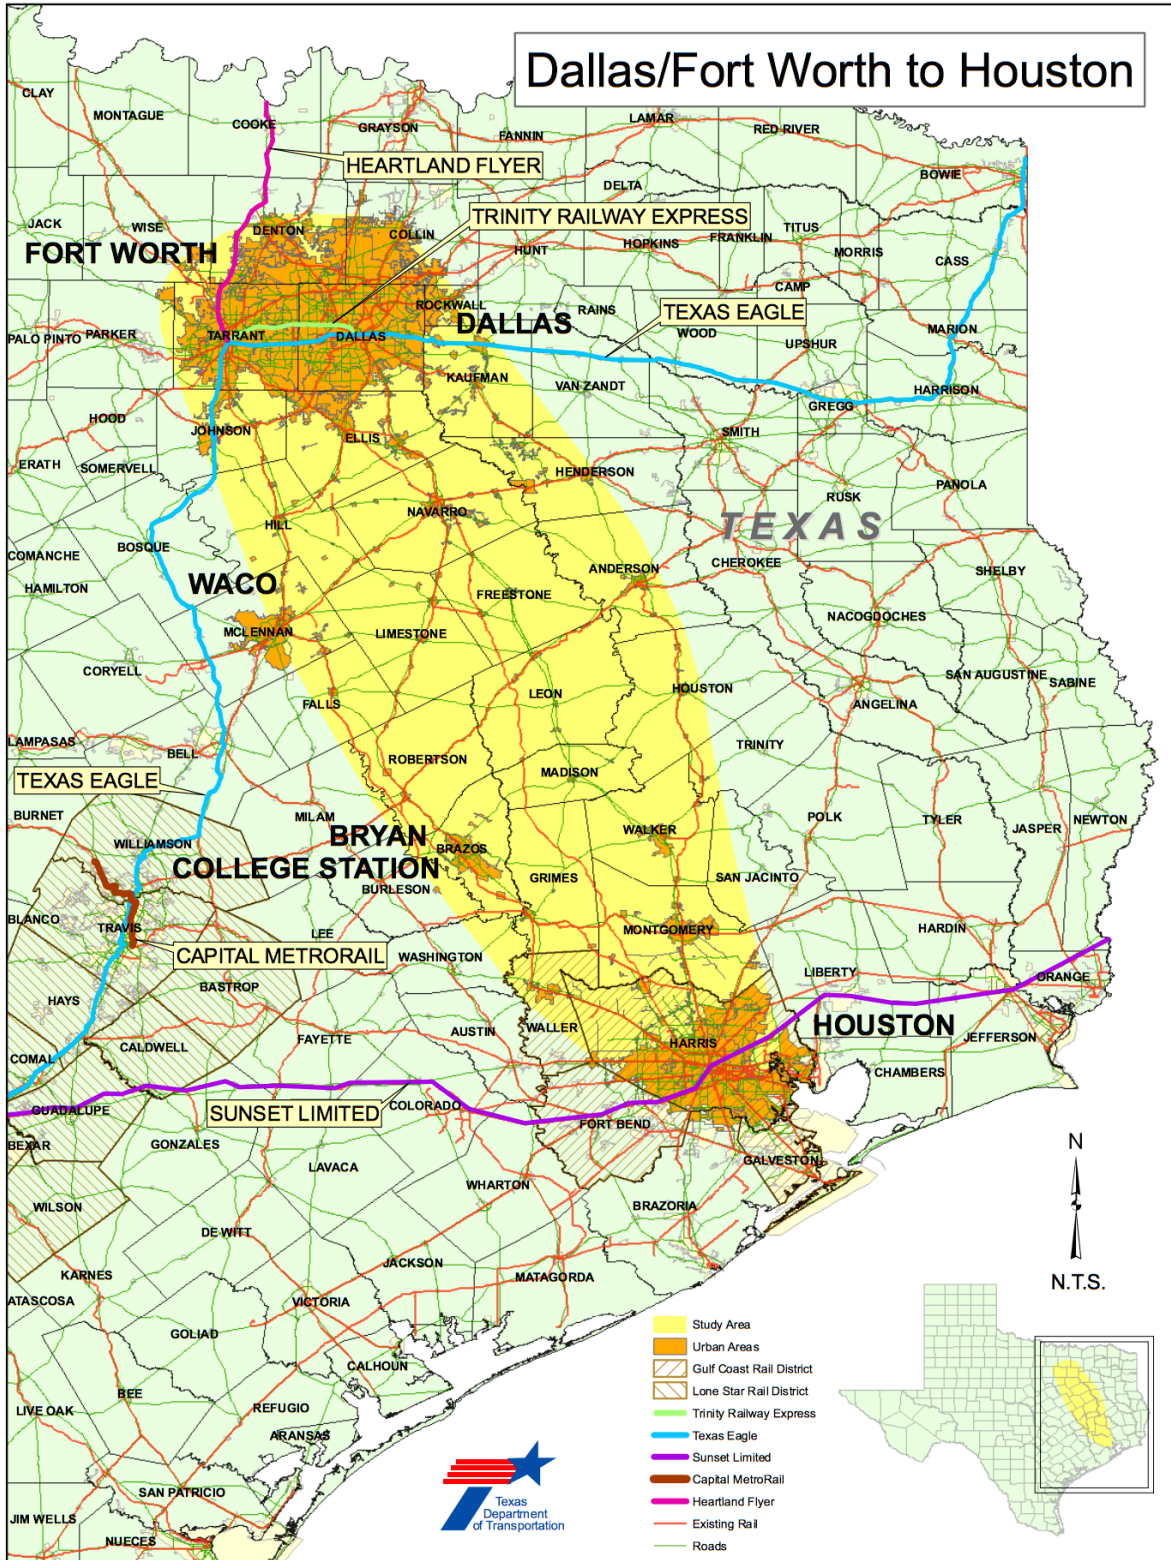 Dallas/Fort Worth to Houston
CLAY
MONTAGUE
COOKE
GRAYSON
FANNIN
LAMAR
RED RIVER
BOWIE
HEARTLAND FLYER
DELTA
TRINITY RAILWAY EXPRESS
JACK
WISE
DENTON
COLLIN
HUNT
HOPKINS
FRANKLIN
TITUS
MORRIS
CASS
FORT WORTH
CAMP
ROCKWALL
RAINS
TEXAS EAGLE
DALLAS
PALO PINTO
PARKER
TARRANT
DALLAS
WOOD
UPSHUR
MARION
KAUFMAN
VAN ZANDT
GREGG
HARRISON
HOOD
JOHNSON
ELLIS
SMITH
ERATH
SOMERVELL
HENDERSON
RUSK
PANOLA
HILL
NAVARRO
TEXAS
COMANCHE
BOSQUE
HAMILTON
WACO
ANDERSON
CHEROKEE
SHELBY
FREESTONE
NACOGDOCHES
MCLENNAN
LIMESTONE
CORYELL
SAN AUGUSTINE
SABINE
FALLS
LEON
HOUSTON
ANGELINA
LAMPASAS
BELL
TRINITY
ROBERTSON
MADISON
TEXAS EAGLE
BURNET
MILAM
POLK
TYLER
JASPER
NEWTON
WILLIAMSON
BRYAN
COLLEGE STATION
BRAZOS
WALKER
GRIMES
SAN JACINTO
BURLESON
BLANCO
TRAVIS
LEE
MONTGOMERY
HARDIN
CAPITAL METRORAIL
WASHINGTON
LIBERTY
ORANGE
HAYS
BASTROP
WALLER
HOUSTON
AUSTIN
HARRIS
JEFFERSON
FAYETTE
COMAL
CALDWELL
CHAMBERS
SUNSET LIMITED
COLORADO
GUADALUPE
FORT BEND
BEXAR
GONZALES
LAVACA
GALVESTON
N
WHARTON
WILSON
BRAZORIA
DE WITT
JACKSON
KARNES
MATAGORDA
N.T.S.
ATASCOSA
VICTORIA
GOLIAD
CALHOUN
BEE
LIVE OAK
REFUGIO
ARANSAS
SAN PATRICIO
JIM WELLS
NUECES
Texas
Department
of Transportation
Study Area
Urban Areas
Gulf Coast Rail District
Lone Star Rail District
Trinity Railway Express
Texas Eagle
Sunset Limited
Capital MetroRail
Heartland Flyer
Existing Rail
Roads